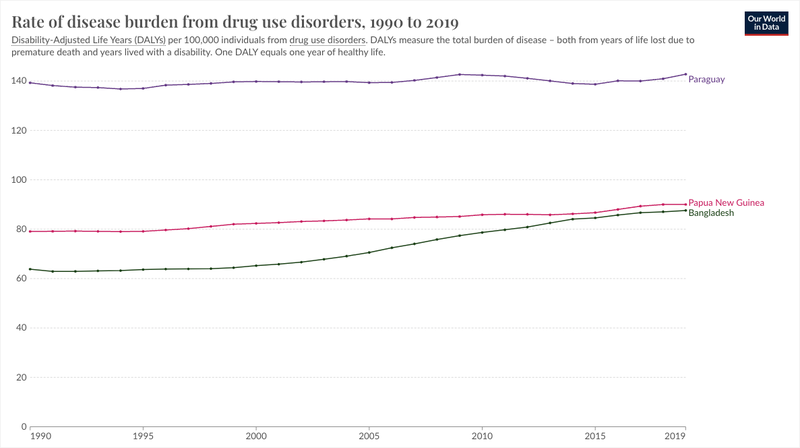 Rate of disease burden from drug use disorders, 1990 to 2019
Our World
in Data
Disability-Adjusted Life Years (DALYs) per 100,000 individuals from drug use disorders. DALYs measure the total burden of disease – both from years of life lost due to
premature death and years lived with a disability. One DALY equals one year of healthy life.
140
Paraguay
120
100
Papua New Guinea
Bangladesh
80
60
40
20
0
1990 1995 2000 2005 2010 2015 2019